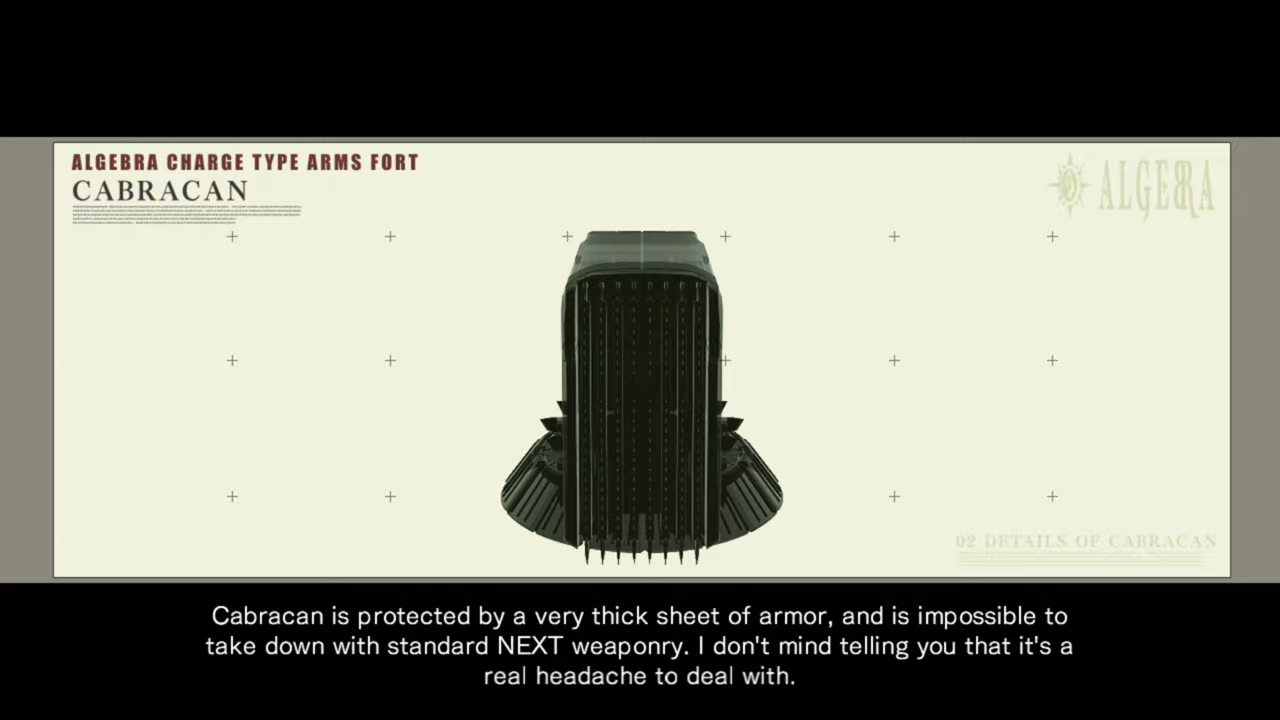 ALGEBRA CHARGE TYPE ARMS FORT
CABRACAN
ALGEBRA
02 DETAILS OF CABRACAN
Cabracan is protected by a very thick sheet of armor, and is impossible to
take down with standard NEXT weaponry. I don't mind telling you that it's a
real headache to deal with.